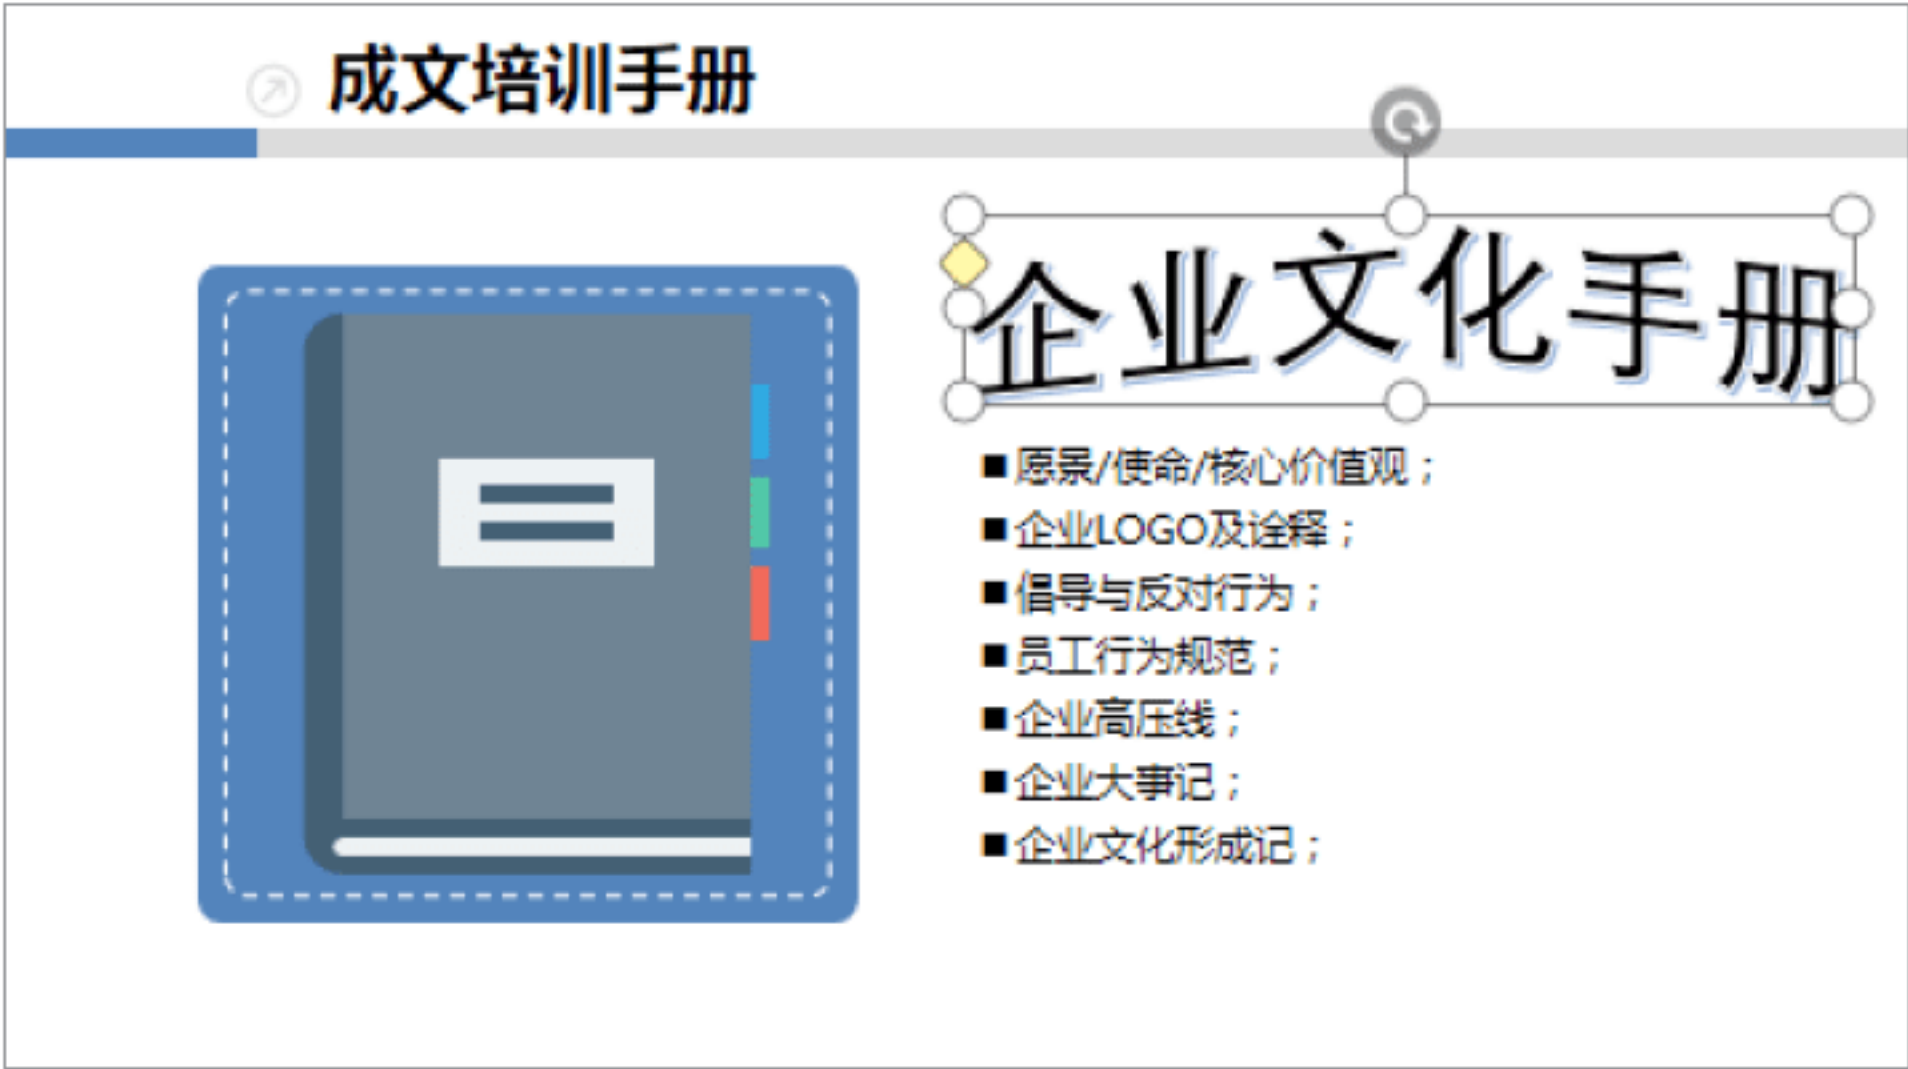 成文培训手册
企业文化手册
■愿景/使命/核心价值观；
■企业LOGO及诠释；
■倡导与反对行为；
■员工行为规范；
■企业高压线；
■企业大事记；
■企业文化形成记；